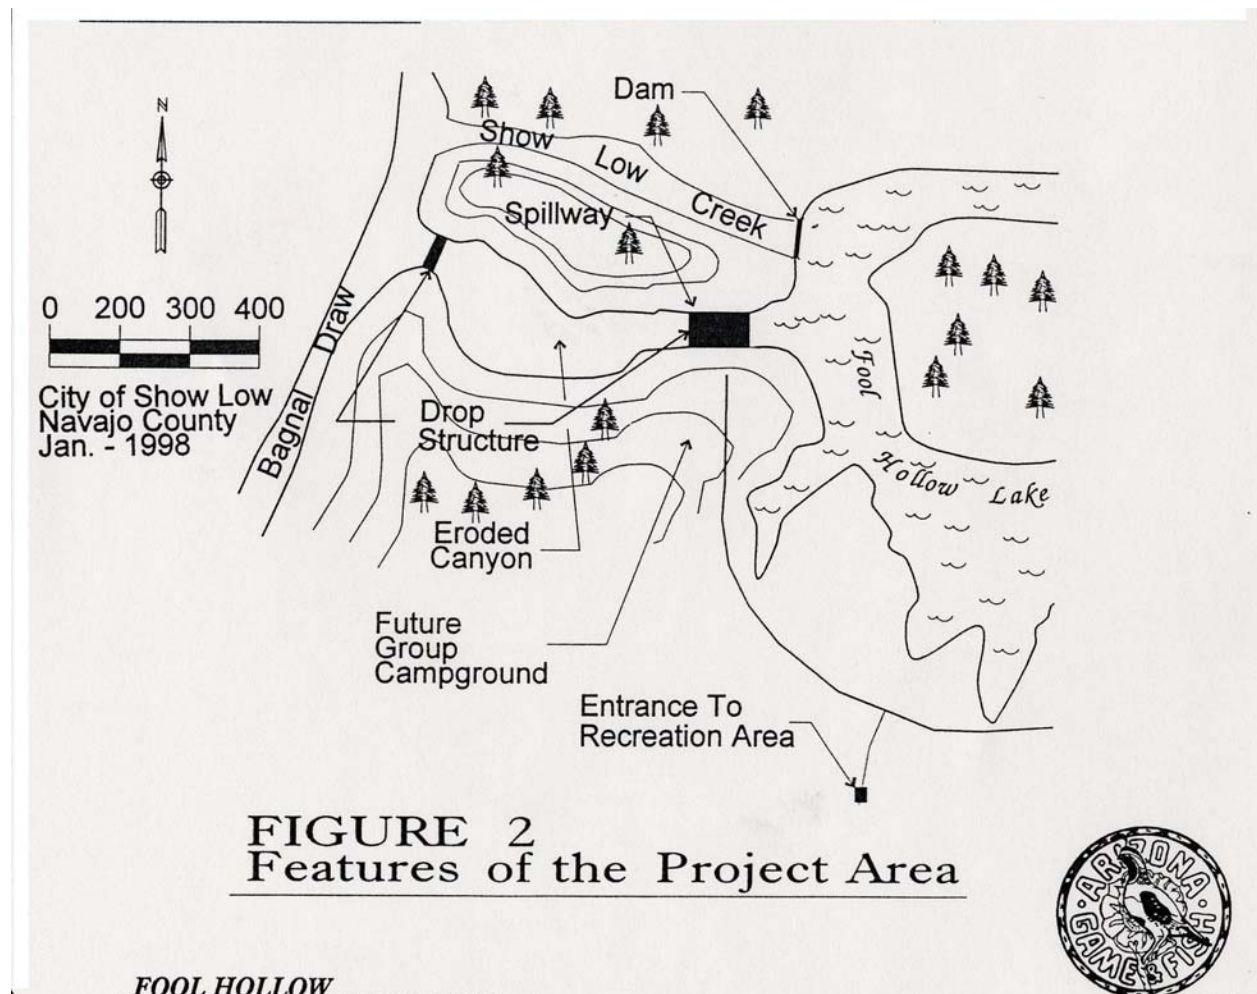 Dam
N
Show Low Creek
Spillway
0 200 300 400
City of Show Low
Navajo County
Jan. - 1998
Bagnal Draw
Drop
Structure
Fool
Hollow Lake
Eroded
Canyon
Future
Group
Campground
Entrance To
Recreation Area
FIGURE 2
Features of the Project Area
ARIZONA
GAME & FISH
FOOL HOLLOW